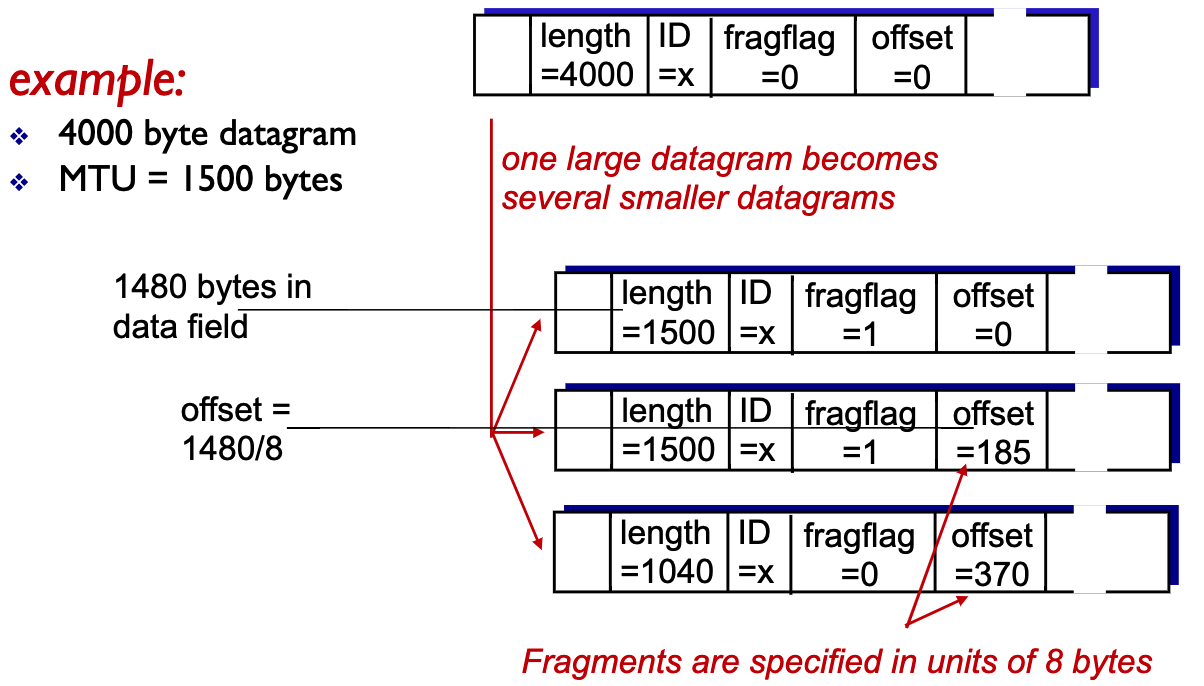 length ID fragflag offset
=4000 =x =0 =0
example:
4000 byte datagram
MTU = 1500 bytes
one large datagram becomes
several smaller datagrams
1480 bytes in
data field
length ID fragflag offset
=1500 =x =1 =0
offset =
1480/8
length ID fragflag offset
=1500 =x =1 =185
length ID fragflag offset
=1040 =x =0 =370
Fragments are specified in units of 8 bytes